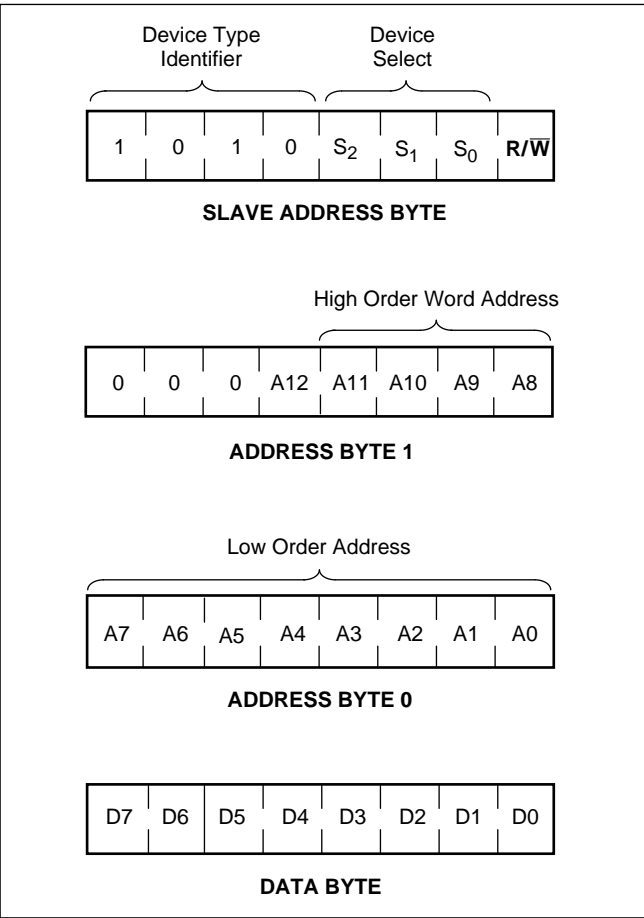 Device Type Identifier
Device Select
1 0 1 0 S₂ S₁ S₀ R/W̅
SLAVE ADDRESS BYTE
High Order Word Address
0 0 0 A12 A11 A10 A9 A8
ADDRESS BYTE 1
Low Order Address
A7 A6 A5 A4 A3 A2 A1 A0
ADDRESS BYTE 0
D7 D6 D5 D4 D3 D2 D1 D0
DATA BYTE